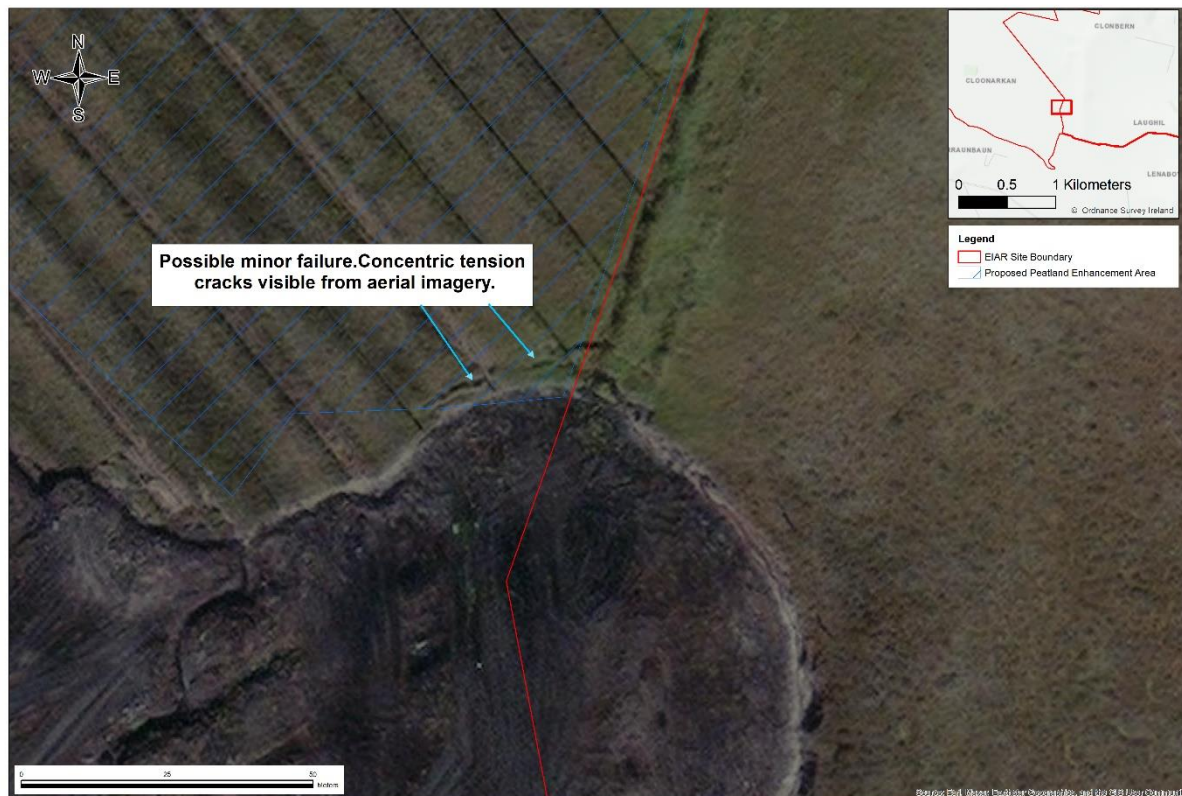 N
W E
S
Possible minor failure.Concentric tension
cracks visible from aerial imagery.
CLONBERN
CLOONARKAN
LAUGHIL
LENABO
0 0.5 1 Kilometers
© Ordnance Survey Ireland
Legend
EIAR Site Boundary
Proposed Peatland Enhancement Area
0 25 50
Meters